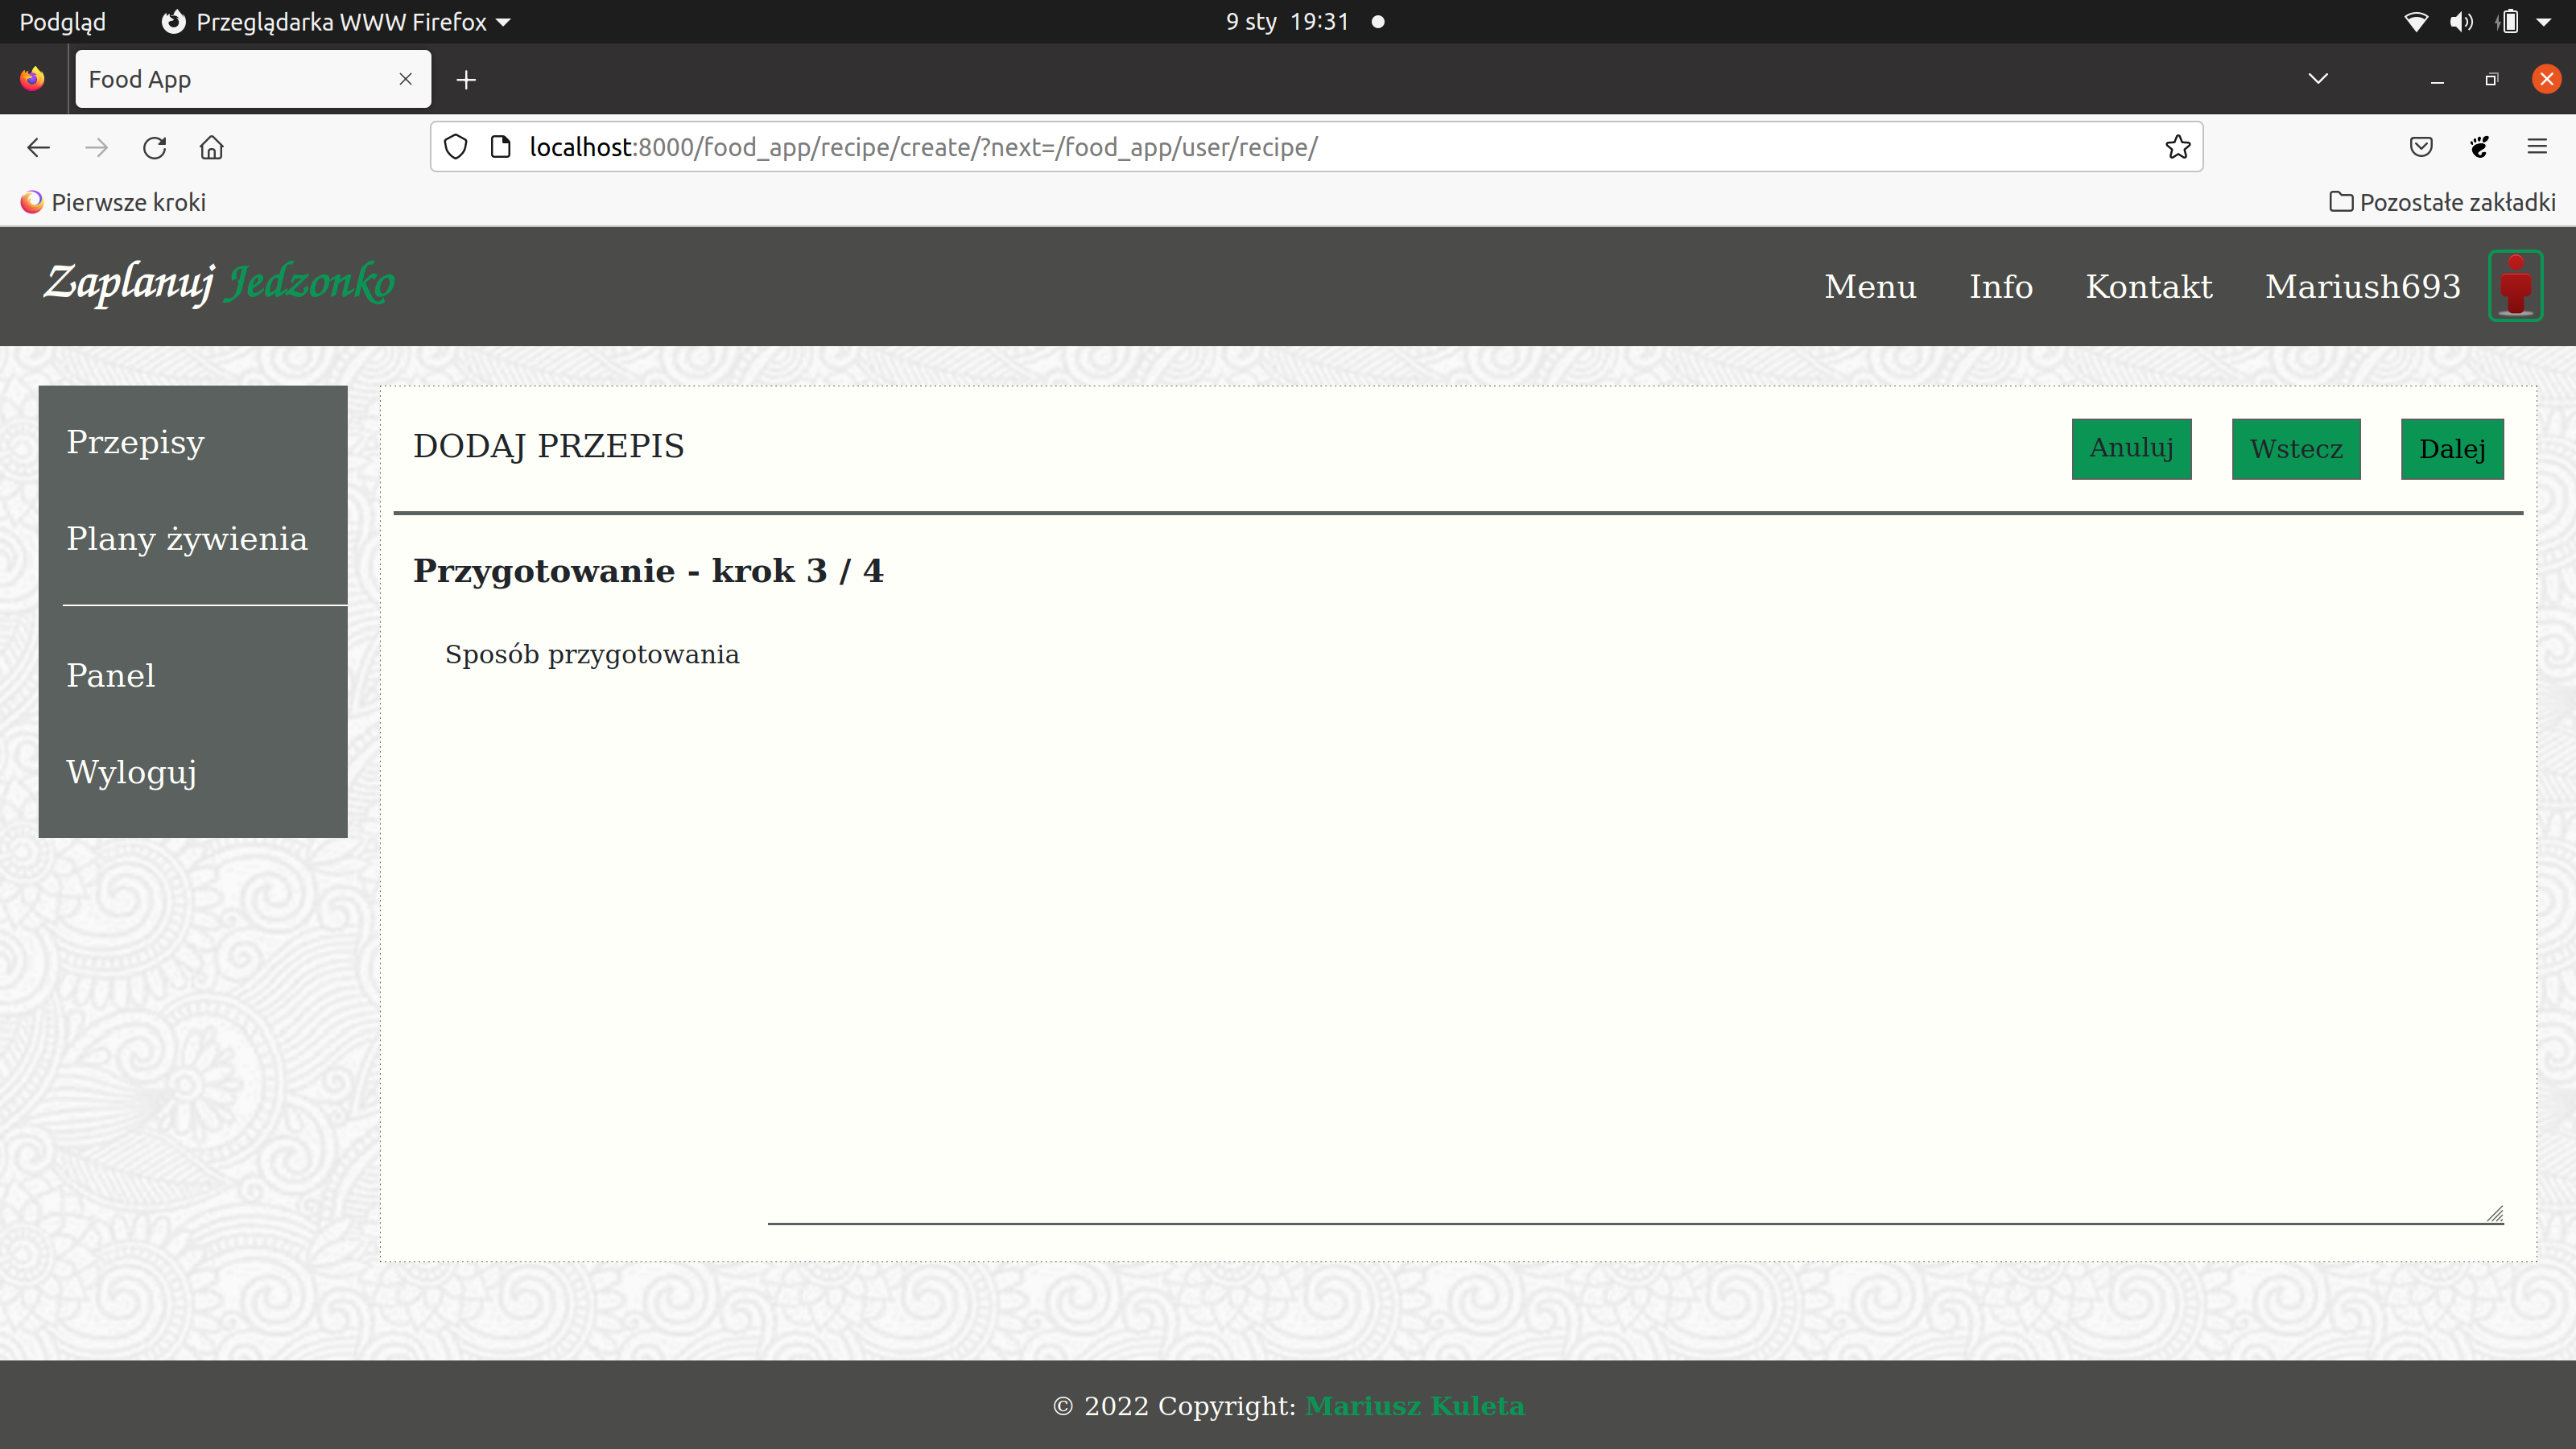 Podgląd Przeglądarka WWW Firefox 9 sty 19:31
Food App
localhost:8000/food_app/recipe/create/?next=/food_app/user/recipe/
Pierwsze kroki Pozostałe zakładki
Zaplanuj Jedzonko Menu Info Kontakt Mariush693
Przepisy
Plany żywienia
Panel
Wyloguj
DODAJ PRZEPIS Anuluj Wstecz Dalej
Przygotowanie - krok 3 / 4
Sposób przygotowania
© 2022 Copyright: Mariusz Kuleta